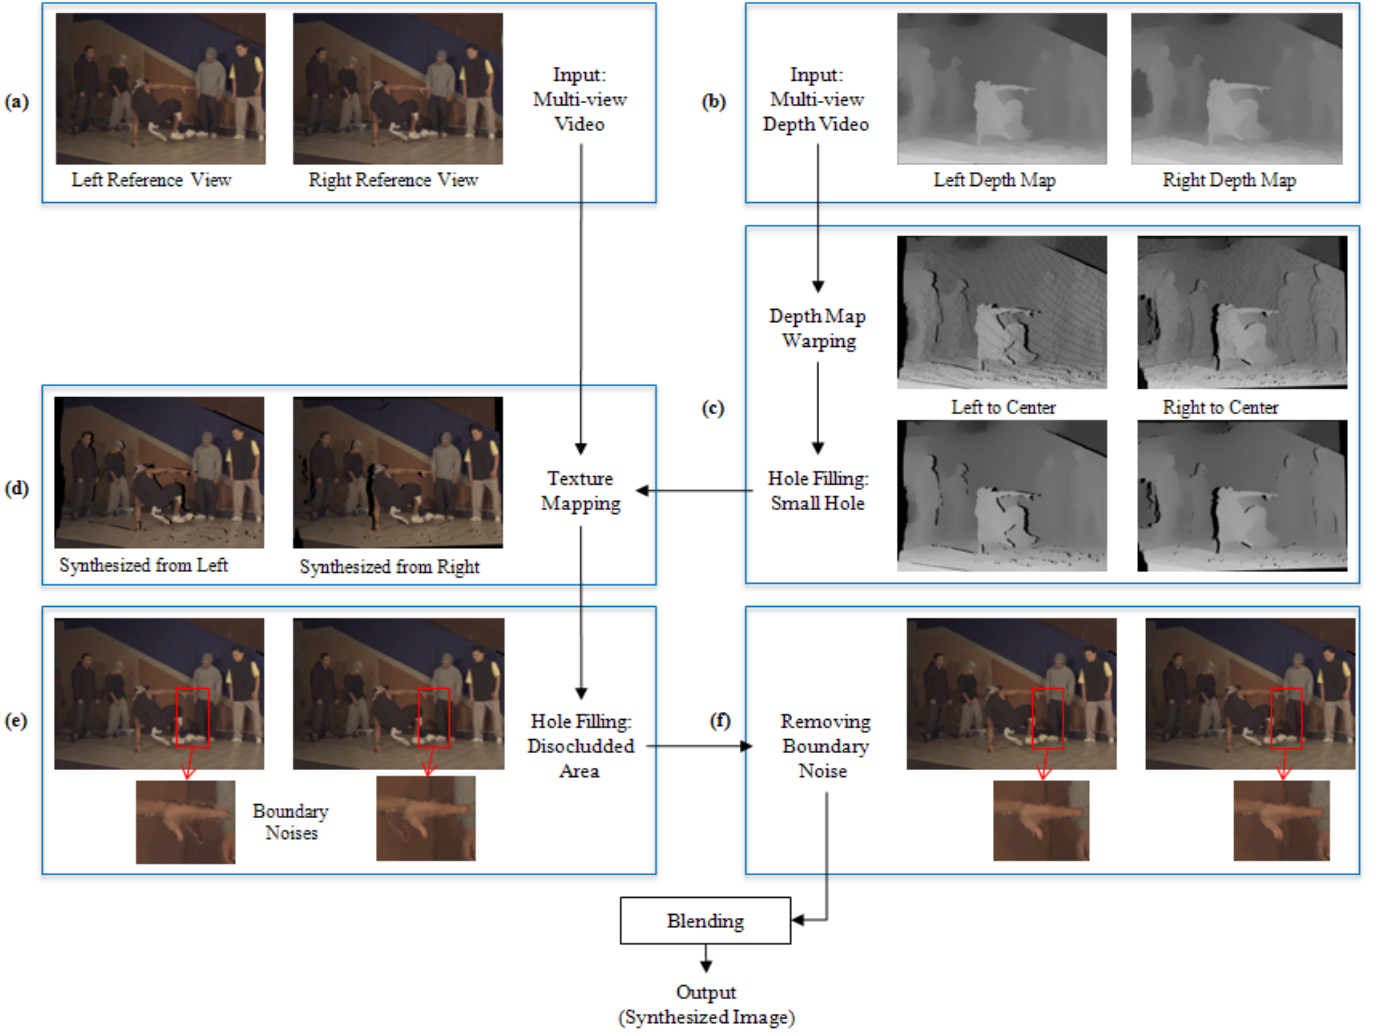 (a)
Left Reference View
Right Reference View
Input:
Multi-view
Video
(b)
Input:
Multi-view
Depth Video
Left Depth Map
Right Depth Map
(c)
Depth Map
Warping
Left to Center
Right to Center
Hole Filling:
Small Hole
(d)
Synthesized from Left
Synthesized from Right
Texture
Mapping
(e)
Hole Filling:
Disocludded
Area
Boundary
Noises
(f)
Removing
Boundary
Noise
Blending
Output
(Synthesized Image)